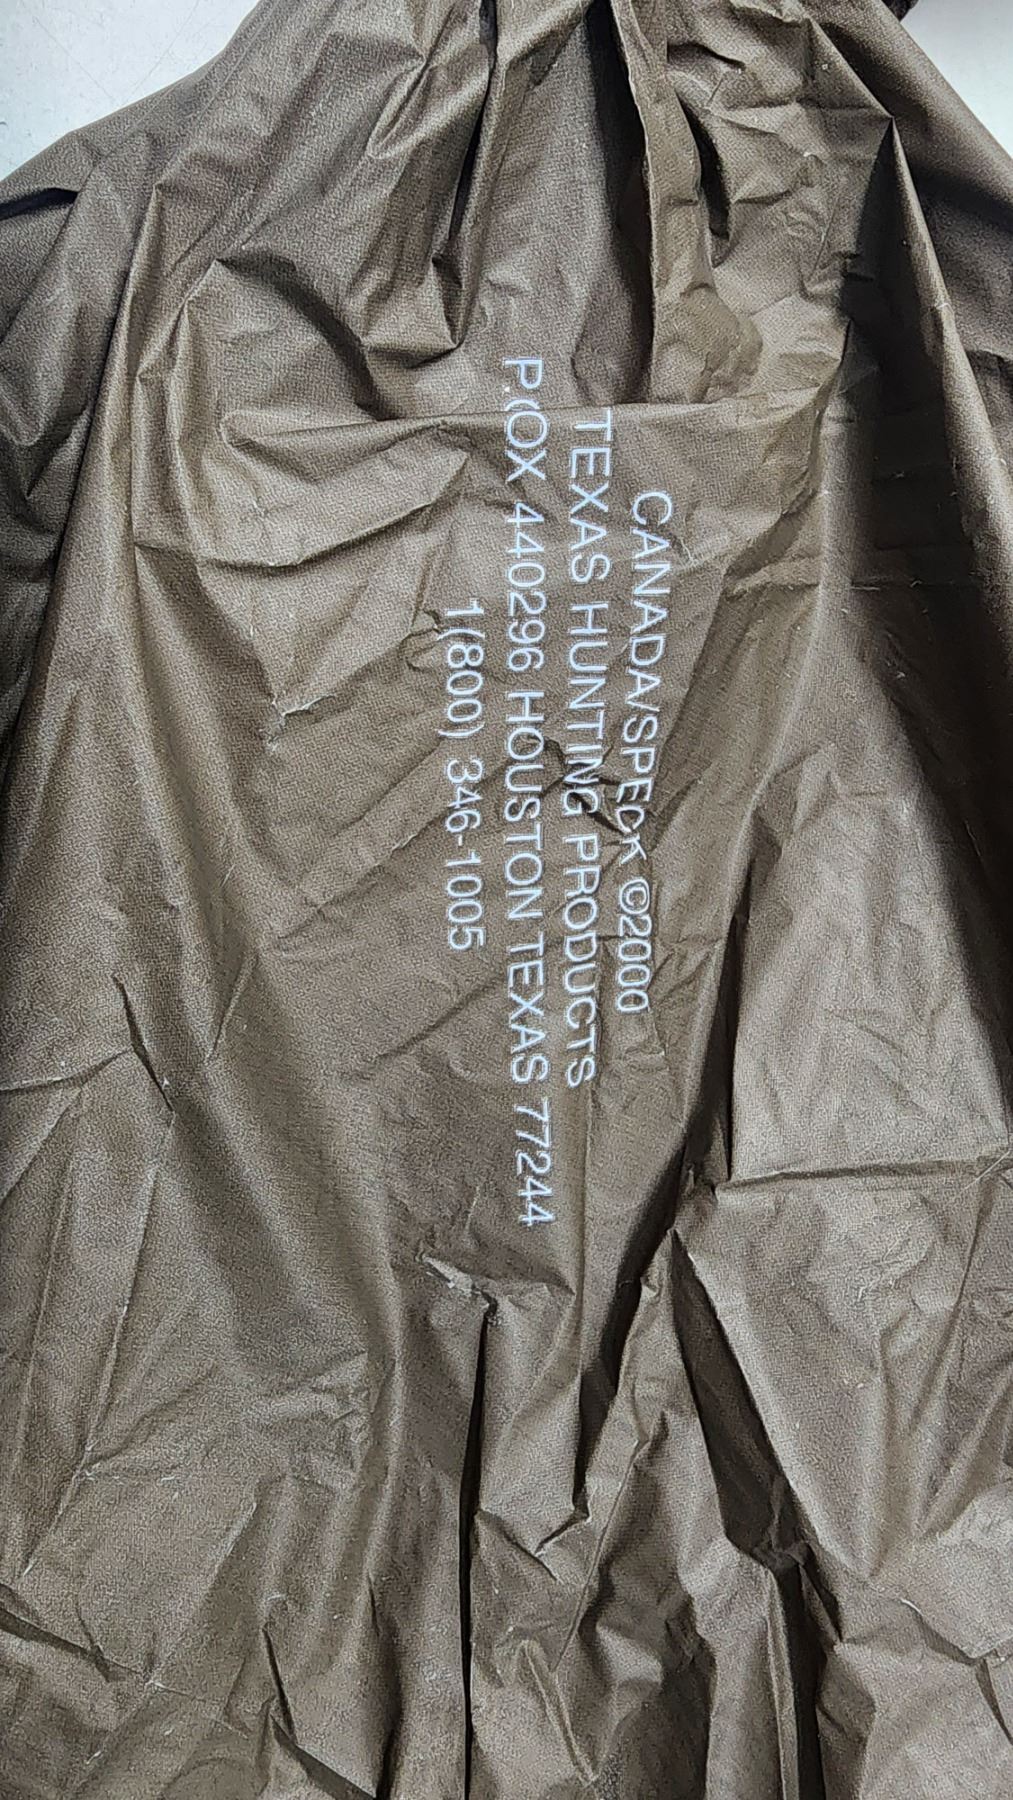 CANADA/SPECK ©2000
TEXAS HUNTING PRODUCTS
P.OX 440296 HOUSTON TEXAS 77244
1(800) 346-1005